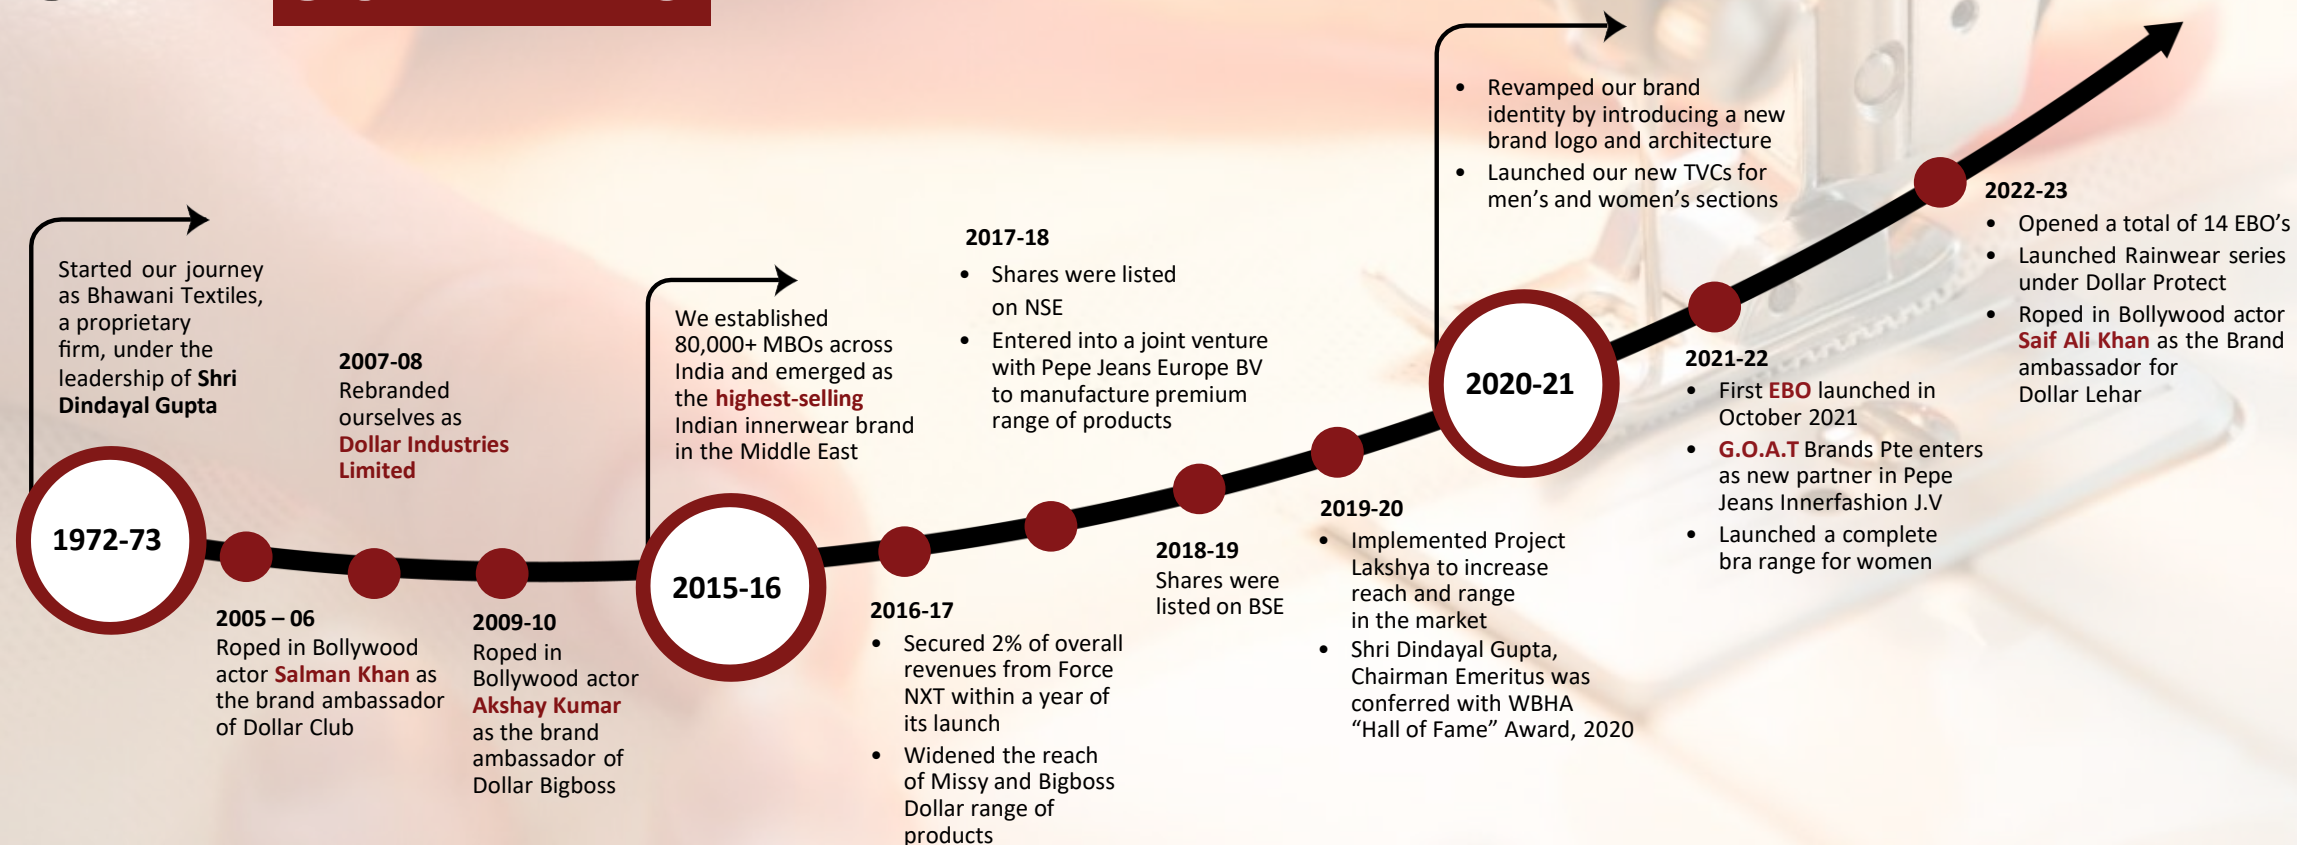 Started our journey
as Bhawani Textiles,
a proprietary
firm, under the
leadership of Shri
Dindayal Gupta
1972-73
2005 – 06
Roped in Bollywood
actor Salman Khan as
the brand ambassador
of Dollar Club
2007-08
Rebranded
ourselves as
Dollar Industries
Limited
2009-10
Roped in
Bollywood actor
Akshay Kumar
as the brand
ambassador of
Dollar Bigboss
We established
80,000+ MBOs across
India and emerged as
the highest-selling
Indian innerwear brand
in the Middle East
2015-16
2016-17
• Secured 2% of overall
revenues from Force
NXT within a year of
its launch
• Widened the reach
of Missy and Bigboss
Dollar range of
products
2017-18
• Shares were listed
on NSE
• Entered into a joint venture
with Pepe Jeans Europe BV
to manufacture premium
range of products
2018-19
Shares were
listed on BSE
2019-20
• Implemented Project
Lakshya to increase
reach and range
in the market
• Shri Dindayal Gupta,
Chairman Emeritus was
conferred with WBHA
“Hall of Fame” Award, 2020
• Revamped our brand
identity by introducing a new
brand logo and architecture
• Launched our new TVCs for
men’s and women’s sections
2020-21
2021-22
• First EBO launched in
October 2021
• G.O.A.T Brands Pte enters
as new partner in Pepe
Jeans Innerfashion J.V
• Launched a complete
bra range for women
2022-23
• Opened a total of 14 EBO’s
• Launched Rainwear series
under Dollar Protect
• Roped in Bollywood actor
Saif Ali Khan as the Brand
ambassador for
Dollar Lehar